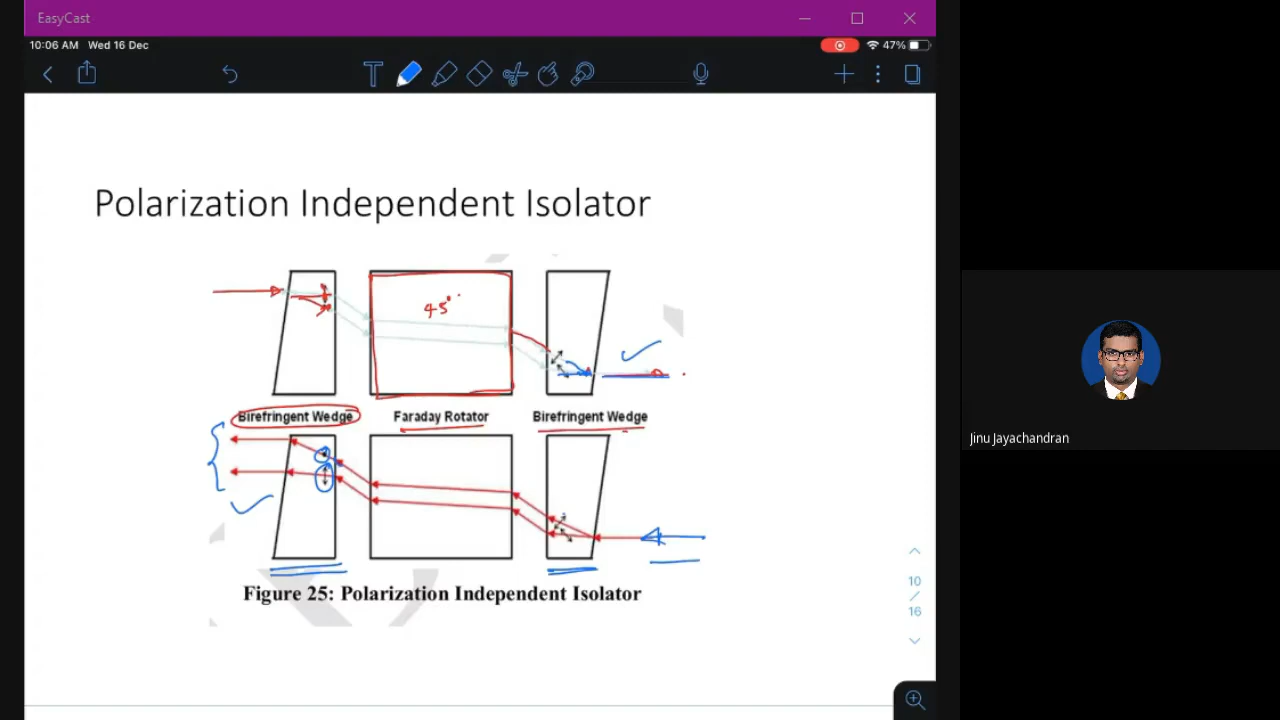 EasyCast
10:06 AM Wed 16 Dec
47%
Polarization Independent Isolator
45°
Birefringent Wedge
Faraday Rotator
Birefringent Wedge
Figure 25: Polarization Independent Isolator
10
/
16
Jinu Jayachandran